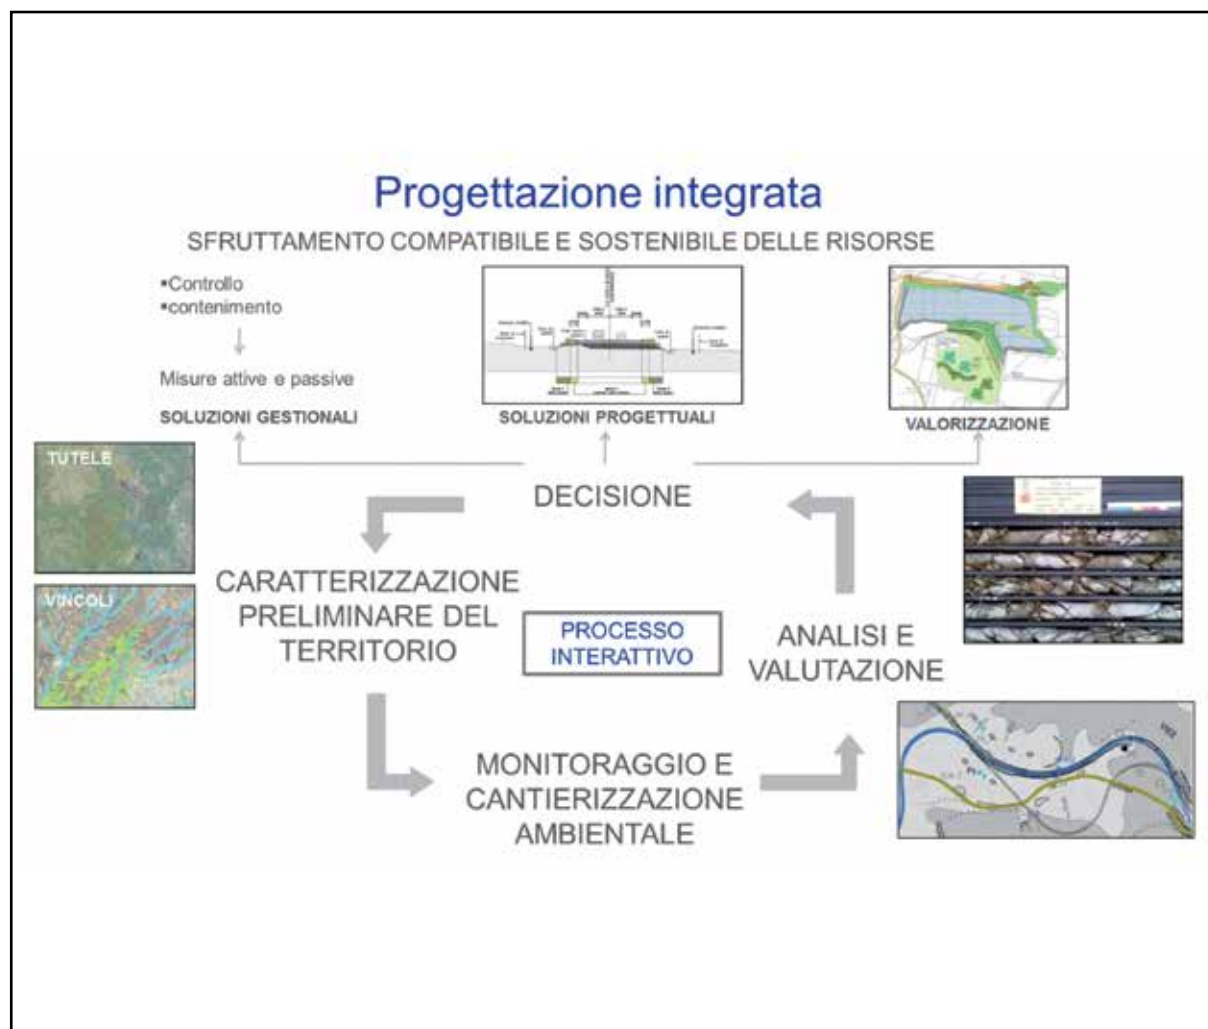 Progettazione integrata
SFRUTTAMENTO COMPATIBILE E SOSTENIBILE DELLE RISORSE
▪Controllo
▪contenimento
Misure attive e passive
SOLUZIONI GESTIONALI
SOLUZIONI PROGETTUALI
VALORIZZAZIONE
TUTELE
DECISIONE
CARATTERIZZAZIONE
PRELIMINARE DEL
TERRITORIO
VINCOLI
PROCESSO
INTERATTIVO
ANALISI E
VALUTAZIONE
MONITORAGGIO E
CANTIERIZZAZIONE
AMBIENTALE